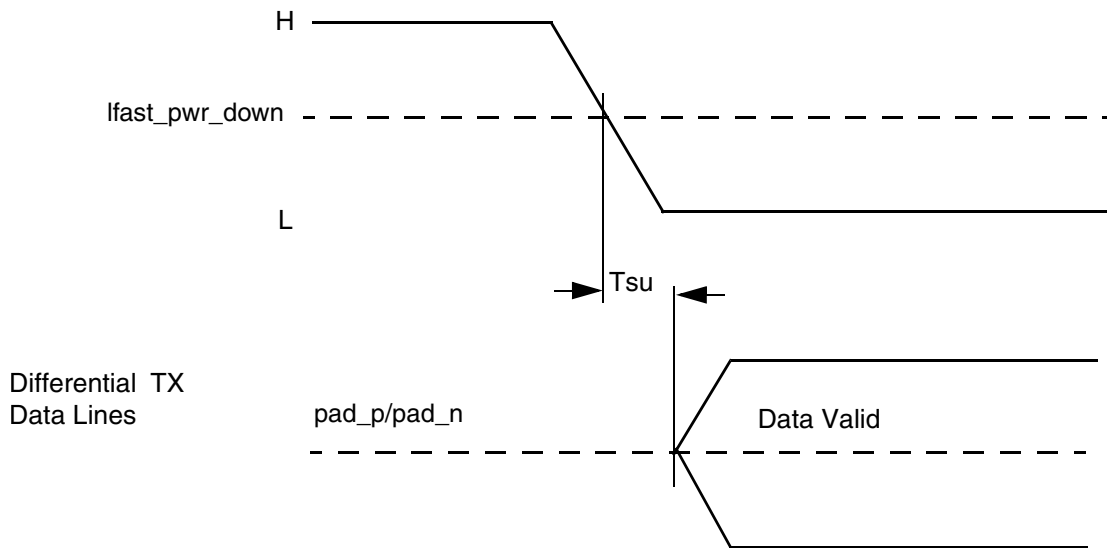 H
lfast_pwr_down
L
Tsu
Differential TX
Data Lines
pad_p/pad_n
Data Valid